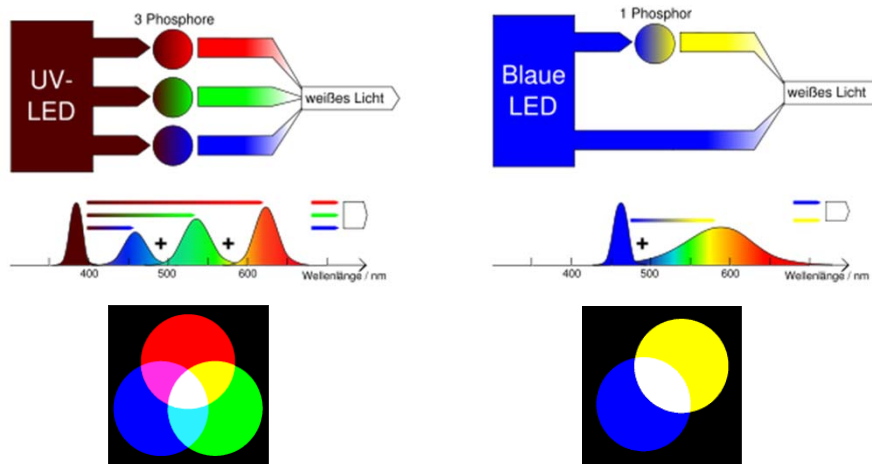 3 Phosphore
UV-
LED
weißes Licht
400
500
600
Wellenlänge / nm
1 Phosphor
Blaue
LED
weißes Licht
400
500
600
Wellenlänge / nm